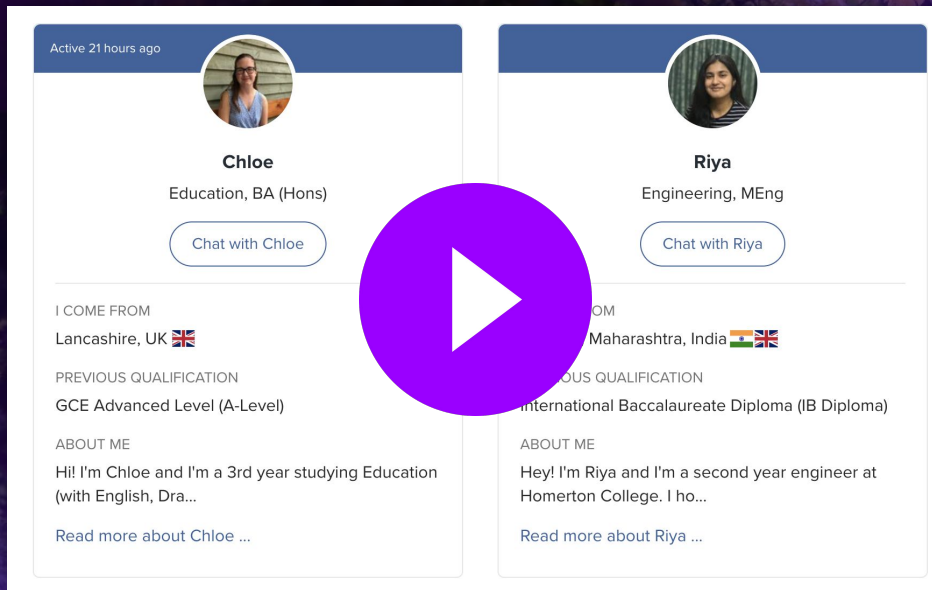 Active 21 hours ago
Chloe
Education, BA (Hons)
Chat with Chloe
I COME FROM
Lancashire, UK
PREVIOUS QUALIFICATION
GCE Advanced Level (A-Level)
ABOUT ME
Hi! I'm Chloe and I'm a 3rd year studying Education
(with English, Dra...
Read more about Chloe ...
Riya
Engineering, MEng
Chat with Riya
Maharashtra, India
QUALIFICATION
International Baccalaureate Diploma (IB Diploma)
ABOUT ME
Hey! I'm Riya and I'm a second year engineer at
Homerton College. I ho...
Read more about Riya ...